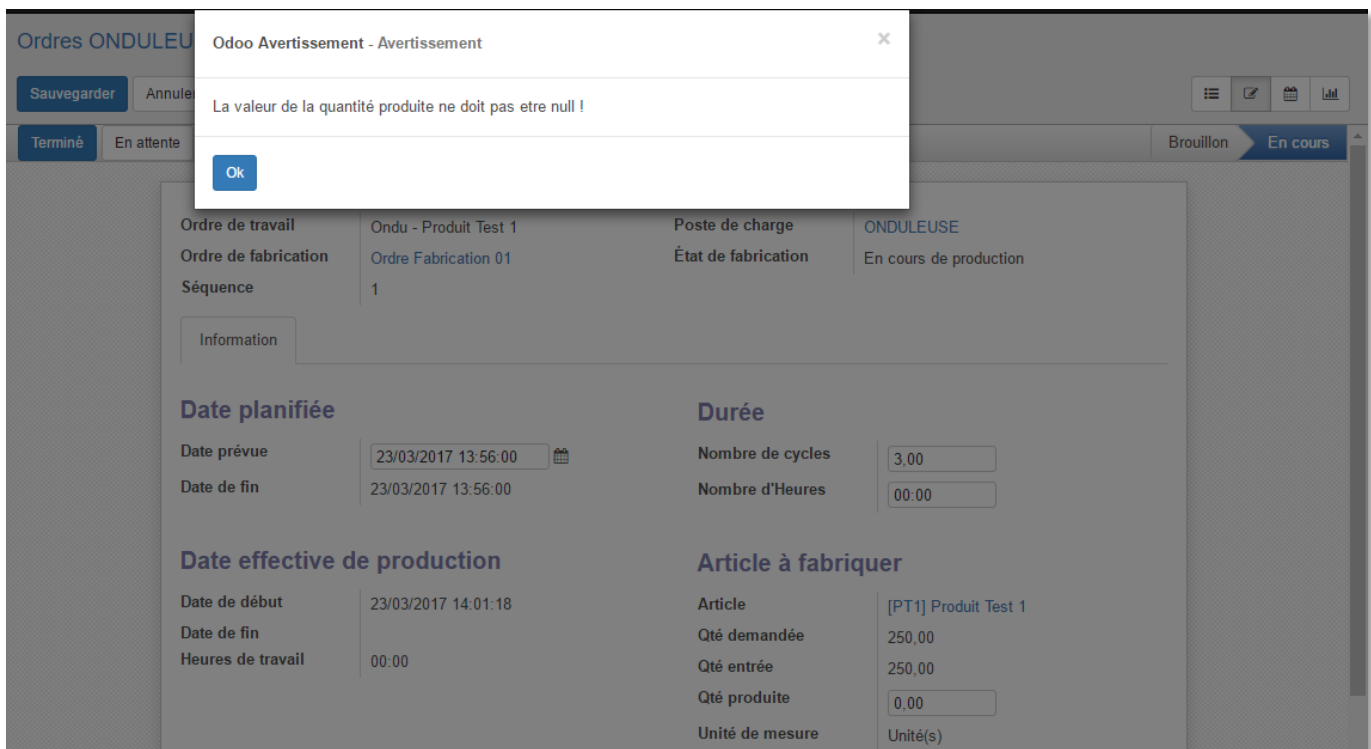 Ordres ONDULEU
Odoo Avertissement - Avertissement
×
Sauvegarder Annuler
La valeur de la quantité produite ne doit pas etre null !
Terminé En attente Brouillon En cours
Ok
Ordre de travail Ondu - Produit Test 1 Poste de charge ONDULEUSE
Ordre de fabrication Ordre Fabrication 01 État de fabrication En cours de production
Séquence 1
Information
Date planifiée Durée
Date prévue 23/03/2017 13:56:00 Nombre de cycles 3,00
Date de fin 23/03/2017 13:56:00 Nombre d'Heures 00:00
Date effective de production Article à fabriquer
Date de début 23/03/2017 14:01:18 Article [PT1] Produit Test 1
Date de fin Qté demandée 250,00
Heures de travail 00:00 Qté entrée 250,00
Qté produite 0,00
Unité de mesure Unité(s)